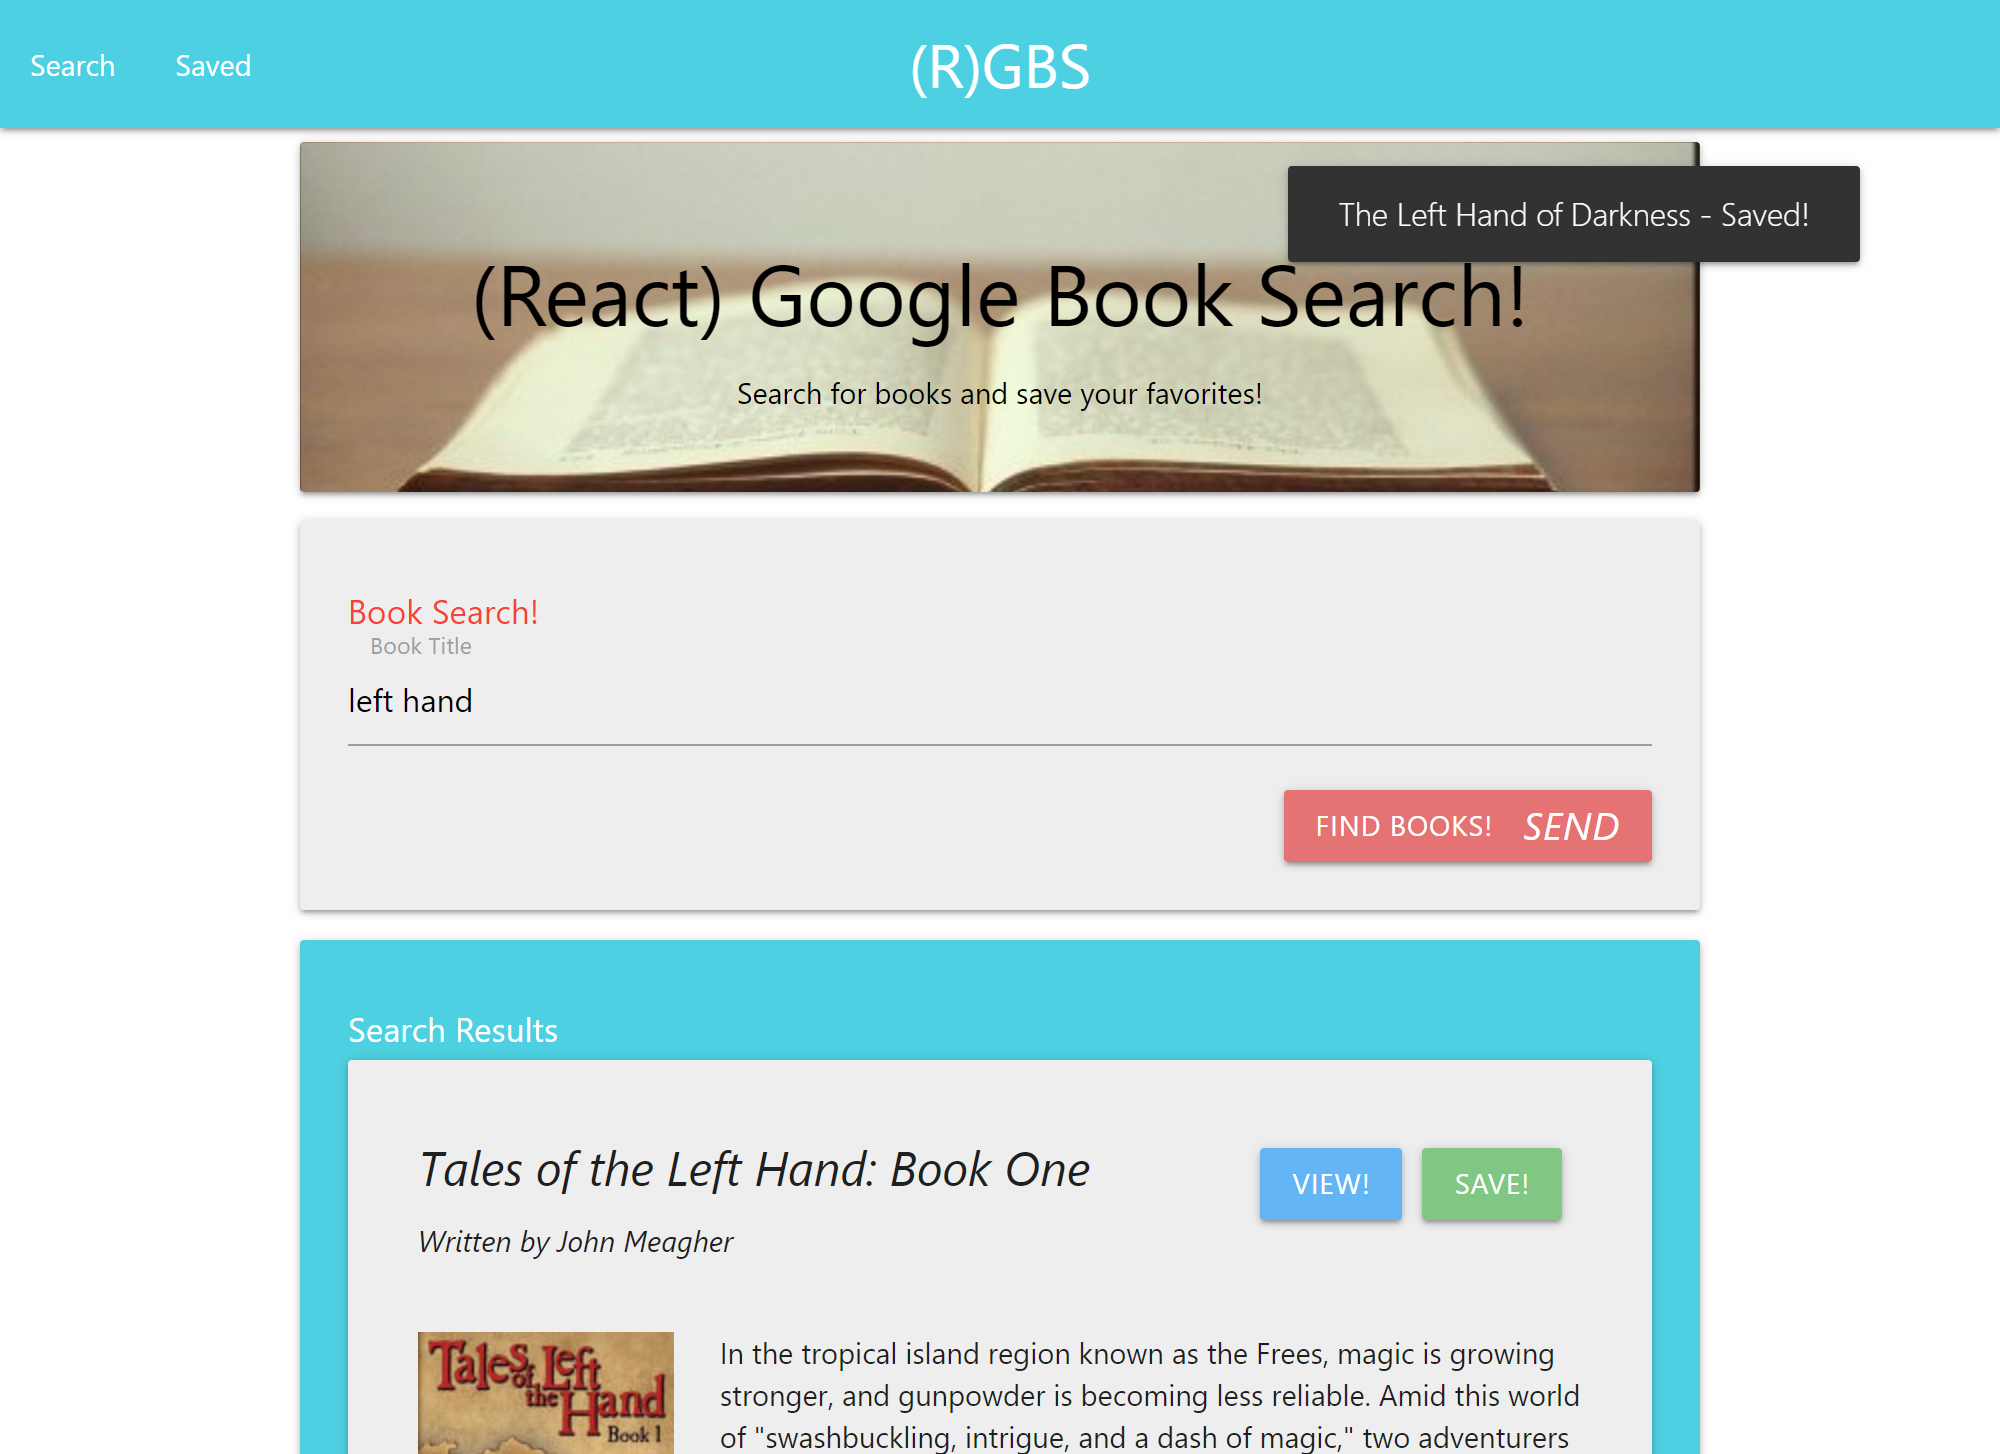 Search
Saved
(R)GBS
The Left Hand of Darkness - Saved!
(React) Google Book Search!
Search for books and save your favorites!
Book Search!
Book Title
left hand
FIND BOOKS! SEND
Search Results
Tales of the Left Hand: Book One
VIEW!
SAVE!
Written by John Meagher
Tales of the Left Hand
Book 1
In the tropical island region known as the Frees, magic is growing
stronger, and gunpowder is becoming less reliable. Amid this world
of "swashbuckling, intrigue, and a dash of magic," two adventurers